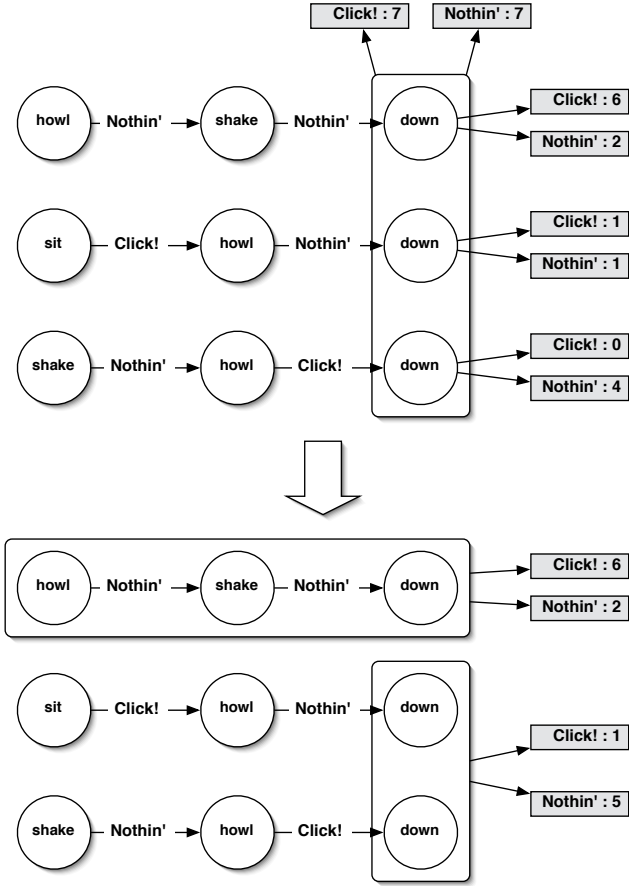 Click! : 7 Nothin' : 7
howl Nothin' shake Nothin' down Click! : 6
Nothin' : 2
sit Click! howl Nothin' down Click! : 1
Nothin' : 1
shake Nothin' howl Click! down Click! : 0
Nothin' : 4
howl Nothin' shake Nothin' down Click! : 6
Nothin' : 2
sit Click! howl Nothin' down
Click! : 1
Nothin' : 5
shake Nothin' howl Click! down